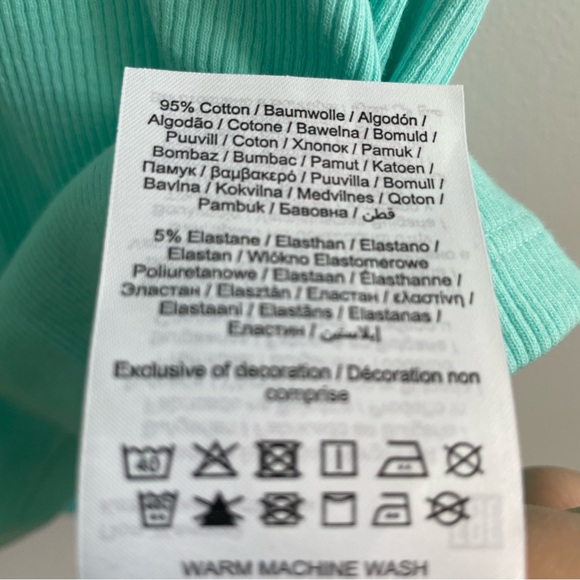 95% Cotton / Baumwolle / Algodón /
Algodão / Cotone / Bawełna / Bomuld /
Puuvill / Coton / Хлопок / Pamuk /
Bombaz / Bumbac / Pamut / Katoen /
Памук / βαμβακερό / Puuvilla / Bomull /
Bavlna / Kokvilna / Medvilnes / Qoton /
Pambuk / Бавовна / قطن
5% Elastane / Elasthan / Elastano /
Elastan / Włókno Elastomerowe
Poliuretanowe / Elastaan / Élasthanne /
Эластан / Elasztán / Еластан / ελαστίνη /
Elastaani / Elastāns / Elastanas /
Еластин / إيلاستين
Exclusive of decoration / Décoration non
comprise
40
WARM MACHINE WASH